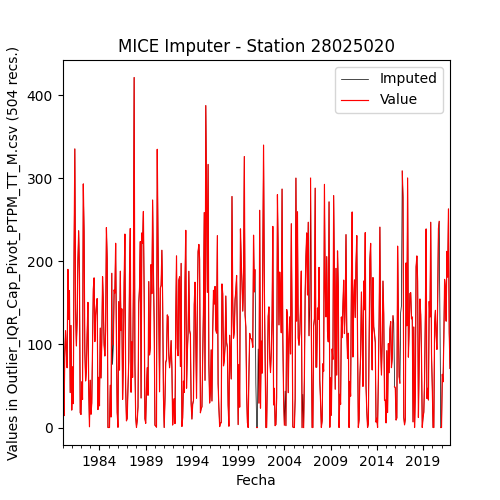 MICE Imputer - Station 28025020
Imputed
Value
Values in Outlier_IQR_Cap_Pivot_PTPM_TT_M.csv (504 recs.)
400
300
200
100
0
1984 1989 1994 1999 2004 2009 2014 2019
Fecha